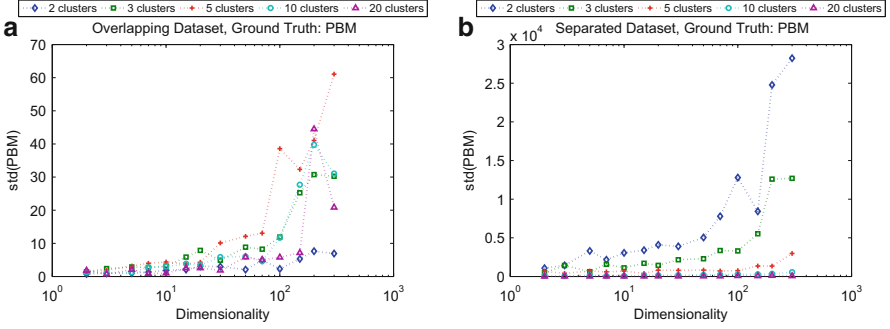 2 clusters 3 clusters 5 clusters 10 clusters 20 clusters
a Overlapping Dataset, Ground Truth: PBM
70
60
50
40
30
20
10
0
std(PBM)
10^0 10^1 10^2 10^3
Dimensionality
2 clusters 3 clusters 5 clusters 10 clusters 20 clusters
b Separated Dataset, Ground Truth: PBM
x 10^4
3
2.5
2
1.5
1
0.5
0
std(PBM)
10^0 10^1 10^2 10^3
Dimensionality